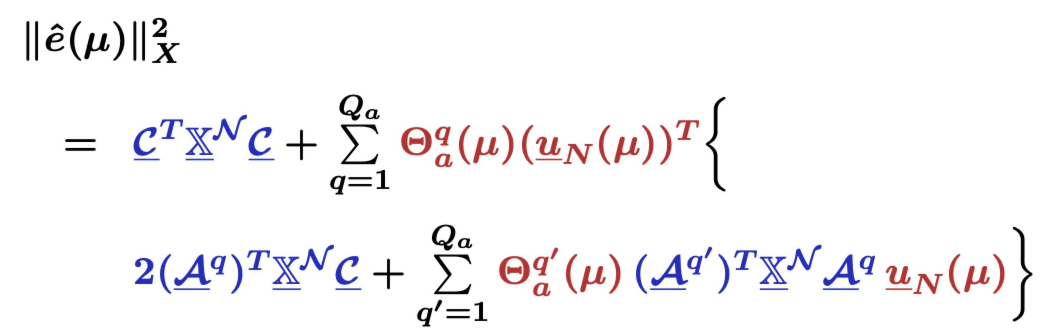 ‖ê(μ)‖²_X
= C̲ᵀ 𝕏^𝒩 C̲ + ∑_{q=1}^{Q_a} Θ_a^q(μ)(u̲_N(μ))ᵀ {
2(𝒜̲^q)ᵀ 𝕏^𝒩 C̲ + ∑_{q′=1}^{Q_a} Θ_a^{q′}(μ) (𝒜̲^{q′})ᵀ 𝕏^𝒩 𝒜̲^q u̲_N(μ) }